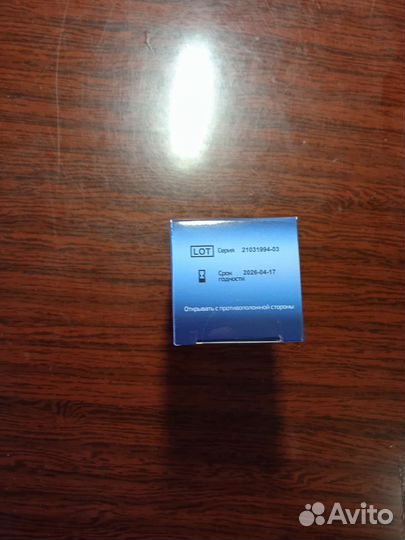 LOT Серия 21031994-03
Срок 2026-04-17
годности
Открывать с противоположной стороны
Avito